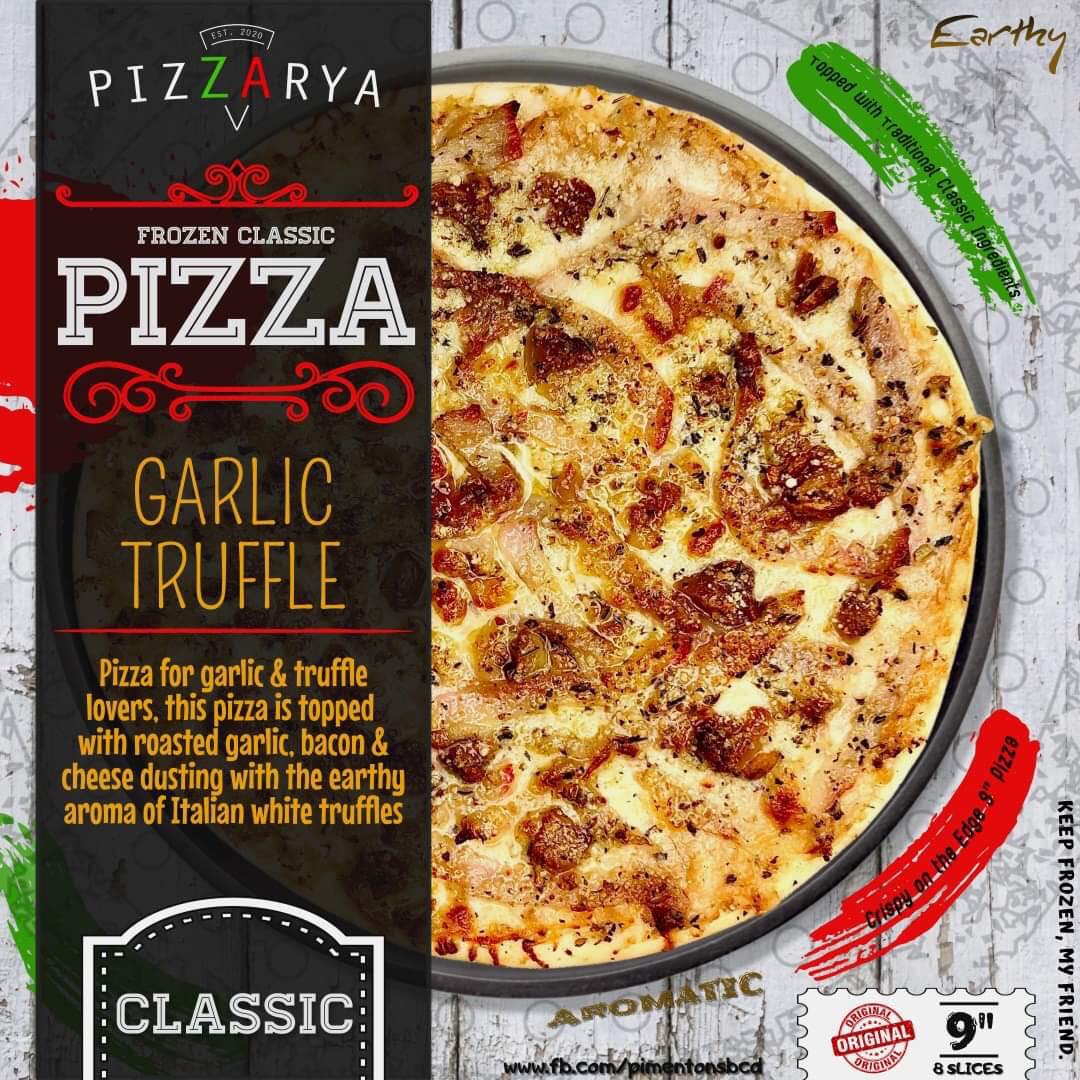 EST. 2020
PIZZARYA
FROZEN CLASSIC
PIZZA
GARLIC
TRUFFLE
Pizza for garlic & truffle
lovers, this pizza is topped
with roasted garlic, bacon &
cheese dusting with the earthy
aroma of Italian white truffles
CLASSIC
Earthy
Topped with Traditional Classic Ingredients
Crispy on the Edge 9" Pizza
KEEP FROZEN, MY FRIEND.
AROMATIC
www.fb.com/pimentonsbcd
ORIGINAL
ORIGINAL
ORIGINAL
9"
8 SLICES